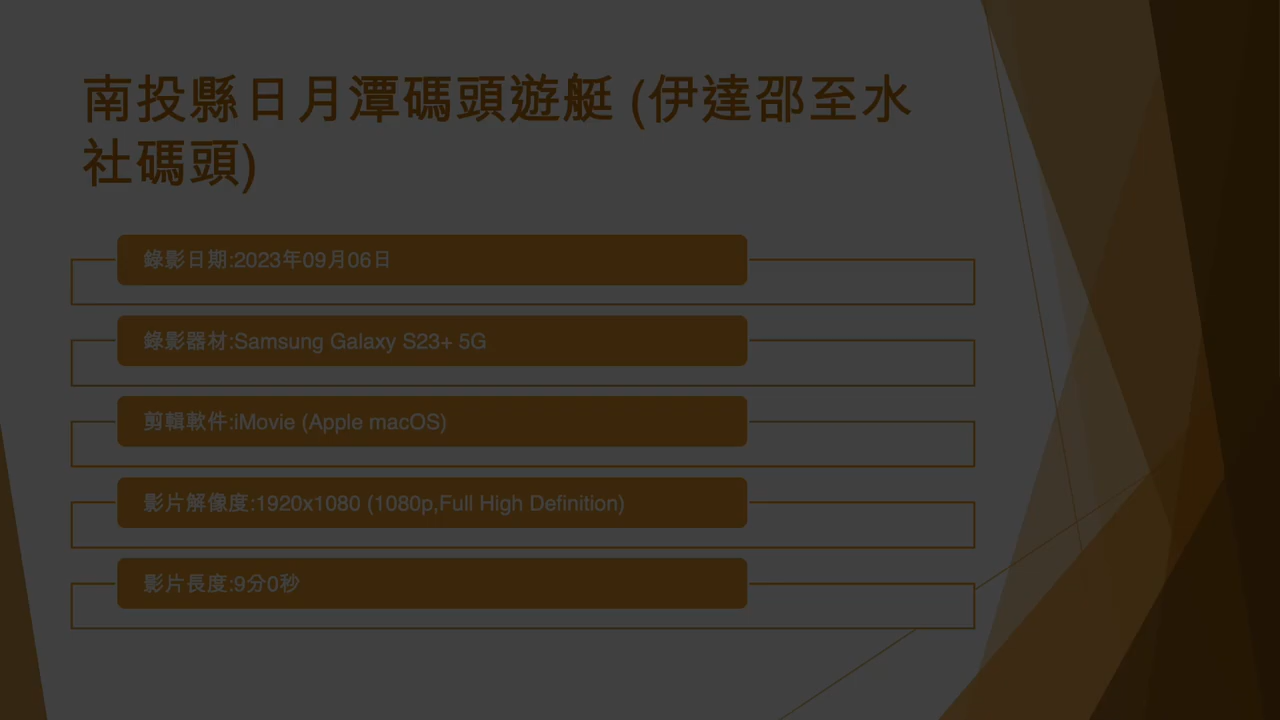 南投縣日月潭碼頭遊艇 (伊達邵至水
社碼頭)
錄影日期:2023年09月06日
錄影器材:Samsung Galaxy S23+ 5G
剪輯軟件:iMovie (Apple macOS)
影片解像度:1920x1080 (1080p,Full High Definition)
影片長度:9分0秒